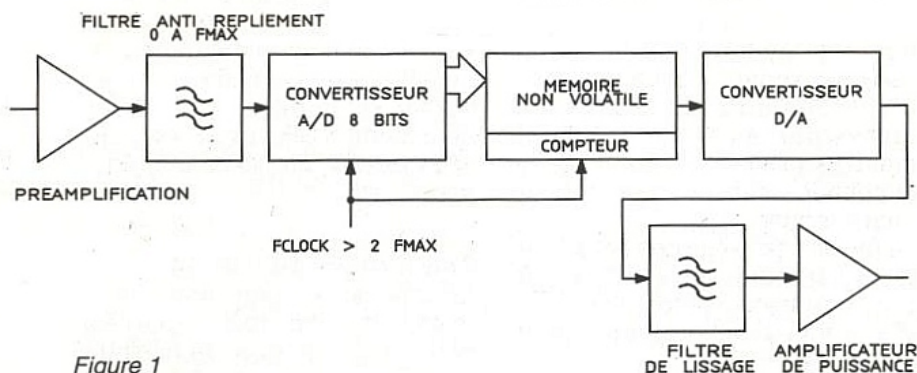 FILTRE ANTI REPLIEMENT
0 A FMAX
CONVERTISSEUR
A/D 8 BITS
MEMOIRE
NON VOLATILE
COMPTEUR
CONVERTISSEUR
D/A
PREAMPLIFICATION
FCLOCK > 2 FMAX
FILTRE
DE LISSAGE
AMPLIFICATEUR
DE PUISSANCE
Figure 1